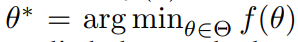 θ* = arg min_{θ∈Θ} f(θ)